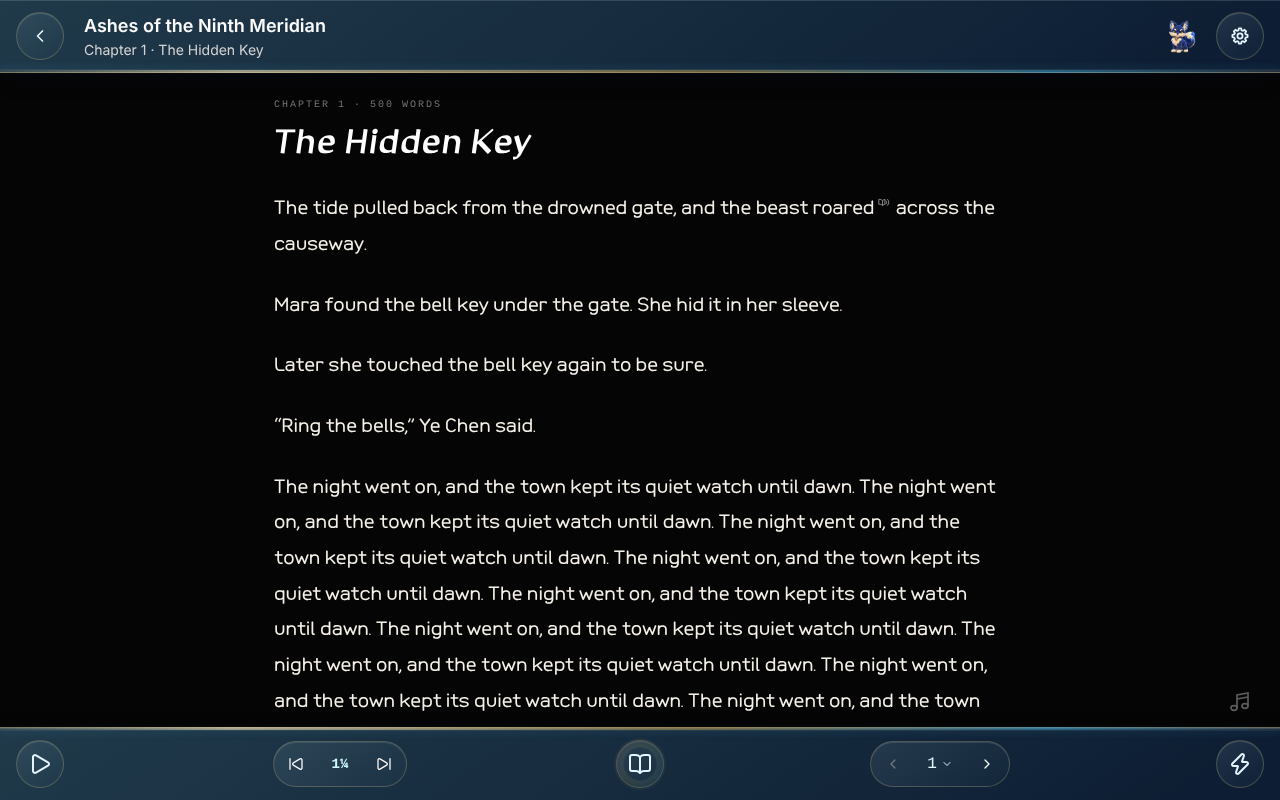 Ashes of the Ninth Meridian
Chapter 1 · The Hidden Key
CHAPTER 1 · 500 WORDS
The Hidden Key
The tide pulled back from the drowned gate, and the beast roared across the
causeway.
Mara found the bell key under the gate. She hid it in her sleeve.
Later she touched the bell key again to be sure.
“Ring the bells,” Ye Chen said.
The night went on, and the town kept its quiet watch until dawn. The night went
on, and the town kept its quiet watch until dawn. The night went on, and the
town kept its quiet watch until dawn. The night went on, and the town kept its
quiet watch until dawn. The night went on, and the town kept its quiet watch
until dawn. The night went on, and the town kept its quiet watch until dawn. The
night went on, and the town kept its quiet watch until dawn. The night went on,
and the town kept its quiet watch until dawn. The night went on, and the town
1¼
1